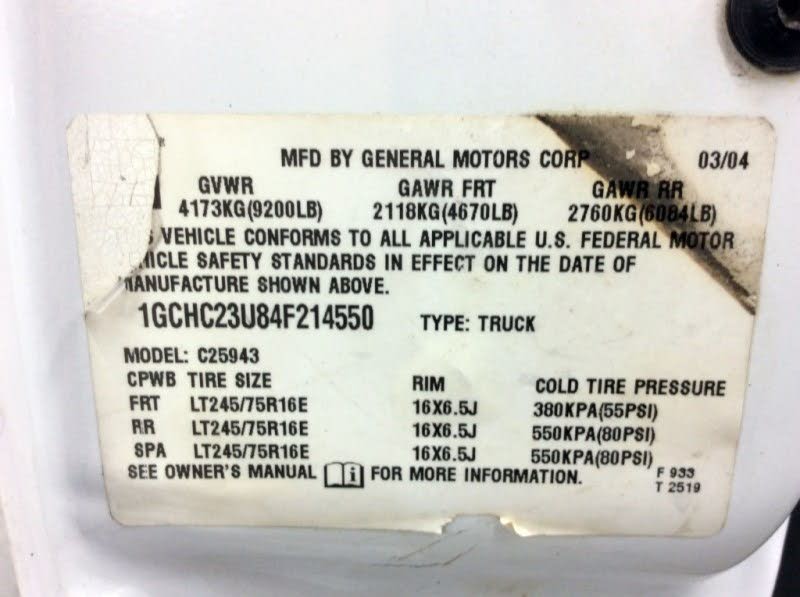 MFD BY GENERAL MOTORS CORP 03/04
GVWR GAWR FRT GAWR RR
4173KG(9200LB) 2118KG(4670LB) 2760KG(6084LB)
S VEHICLE CONFORMS TO ALL APPLICABLE U.S. FEDERAL MOTOR
HICLE SAFETY STANDARDS IN EFFECT ON THE DATE OF
MANUFACTURE SHOWN ABOVE.
1GCHC23U84F214550 TYPE: TRUCK
MODEL: C25943
CPWB TIRE SIZE RIM COLD TIRE PRESSURE
FRT LT245/75R16E 16X6.5J 380KPA(55PSI)
RR LT245/75R16E 16X6.5J 550KPA(80PSI)
SPA LT245/75R16E 16X6.5J 550KPA(80PSI)
SEE OWNER'S MANUAL i FOR MORE INFORMATION.
F 933
T 2519